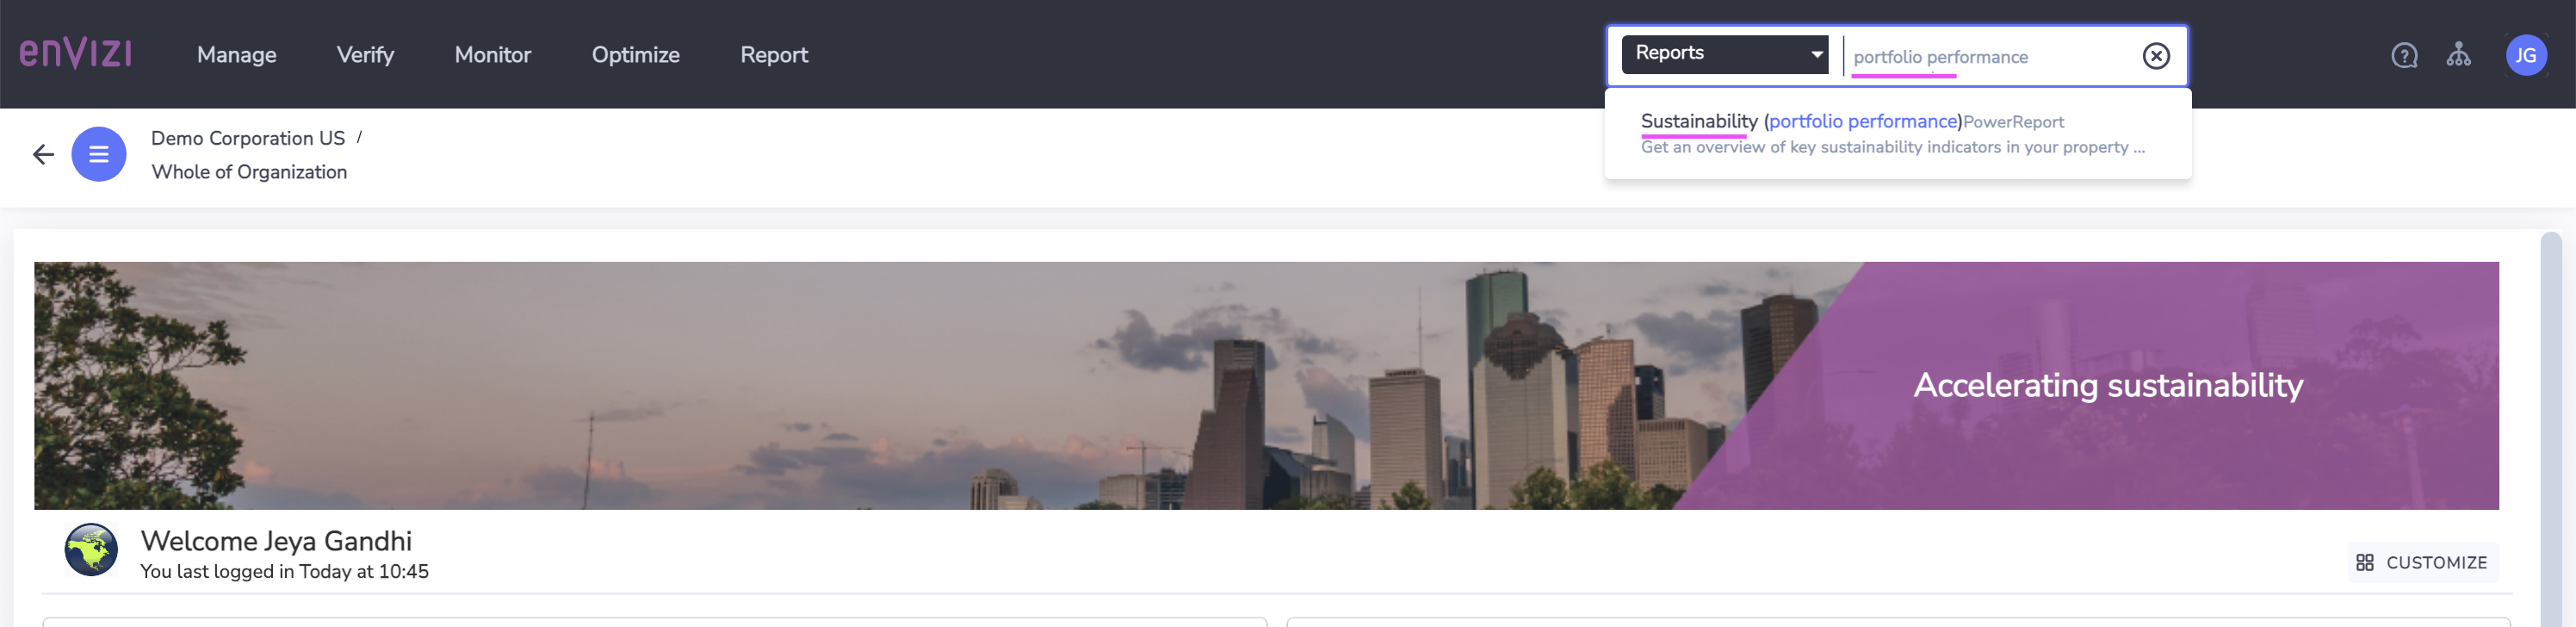 enVIZI
Manage
Verify
Monitor
Optimize
Report
Reports
portfolio performance
JG
Sustainability (portfolio performance)PowerReport
Get an overview of key sustainability indicators in your property ...
Demo Corporation US /
Whole of Organization
Accelerating sustainability
Welcome Jeya Gandhi
You last logged in Today at 10:45
CUSTOMIZE